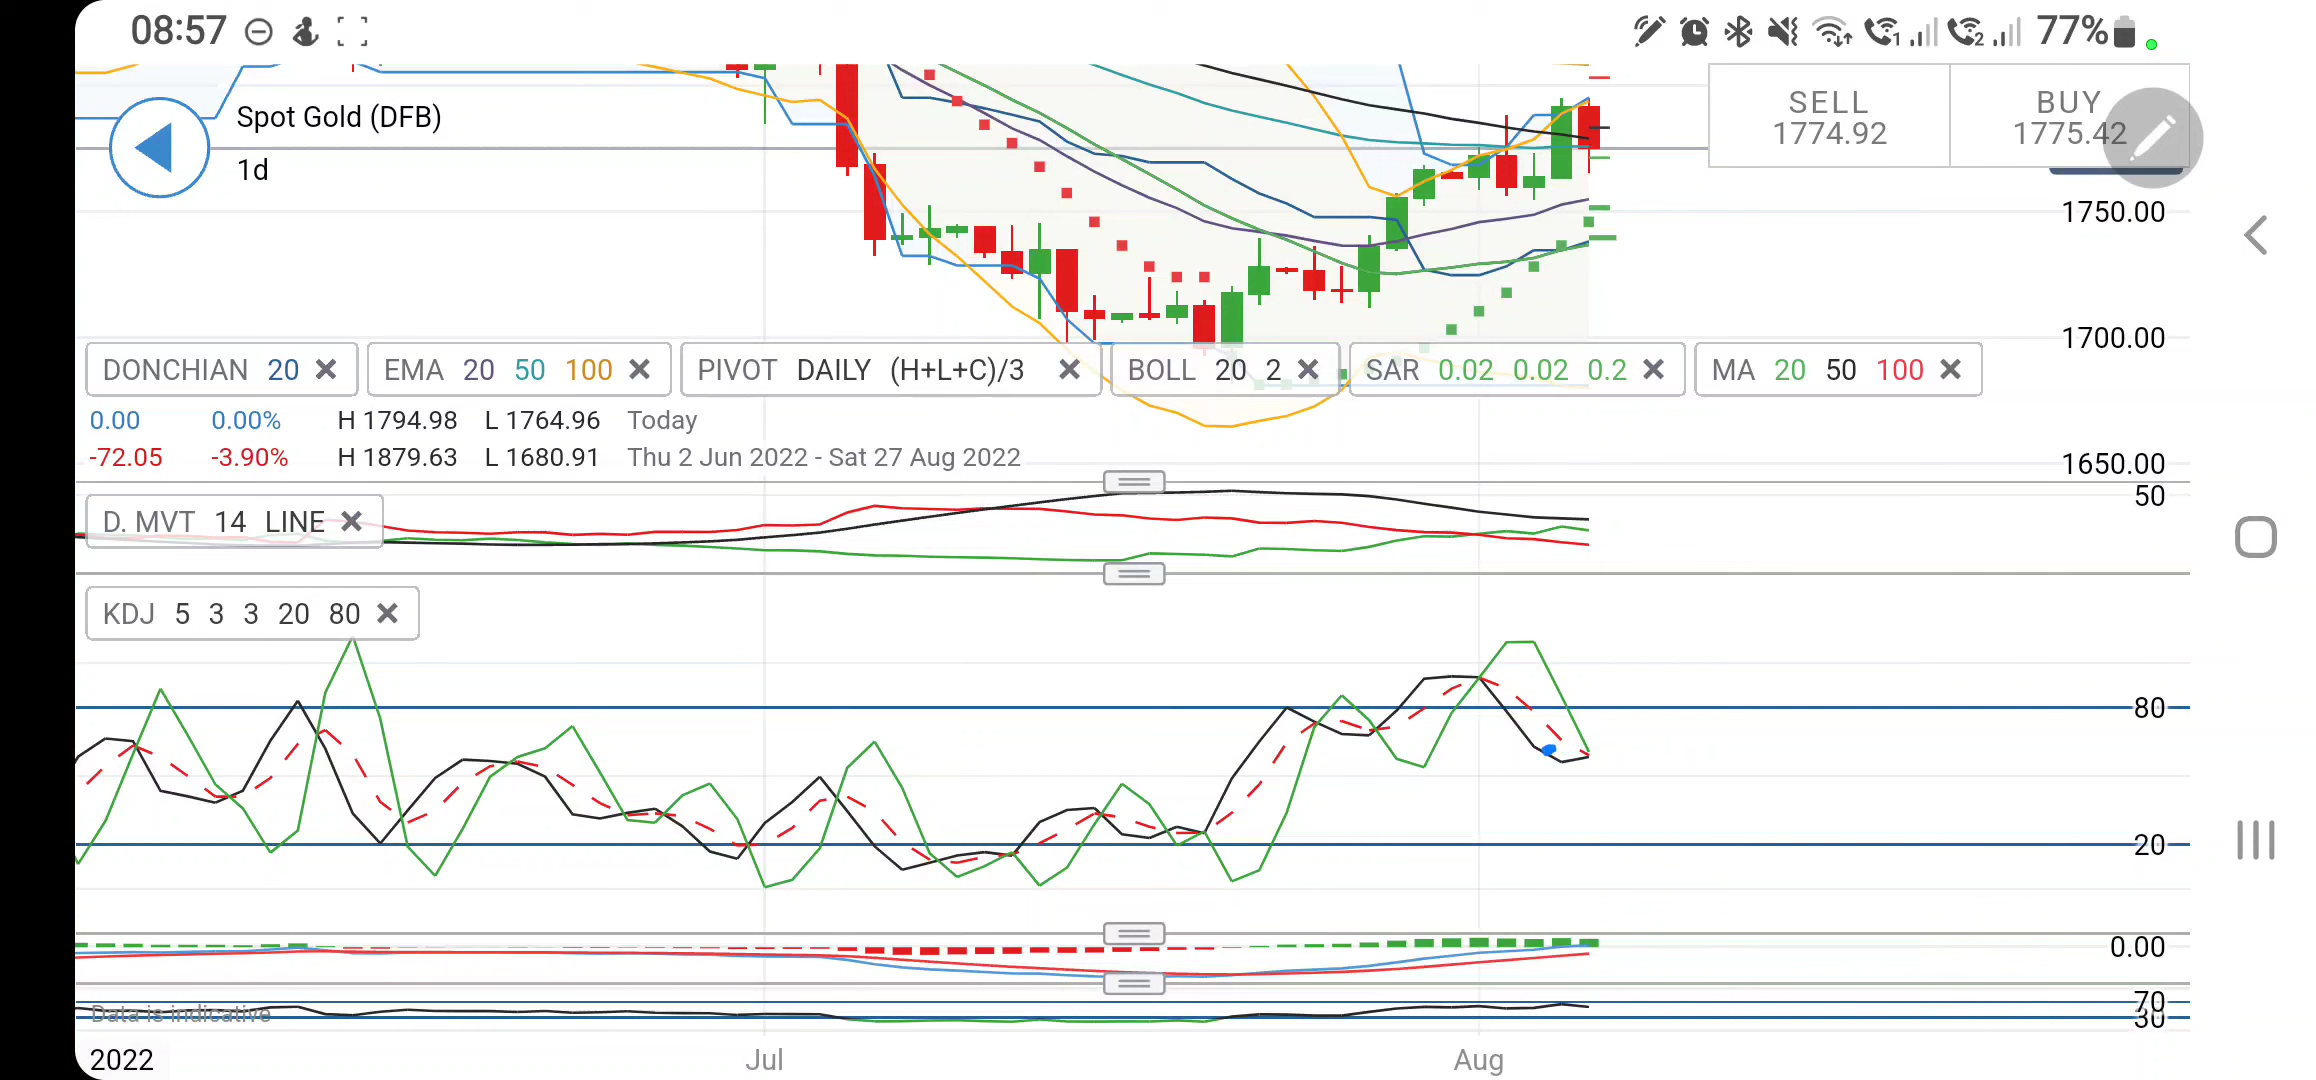 08:57
77%
Spot Gold (DFB)
1d
SELL
1774.92
BUY
1775.42
1750.00
1700.00
DONCHIAN 20
EMA 20 50 100
PIVOT DAILY (H+L+C)/3
BOLL 20 2
SAR 0.02 0.02 0.2
MA 20 50 100
0.00 0.00% H 1794.98 L 1764.96 Today
-72.05 -3.90% H 1879.63 L 1680.91 Thu 2 Jun 2022 - Sat 27 Aug 2022
1650.00
50
D. MVT 14 LINE
KDJ 5 3 3 20 80
80
20
0.00
70
Data is indicative
30
2022 Jul Aug